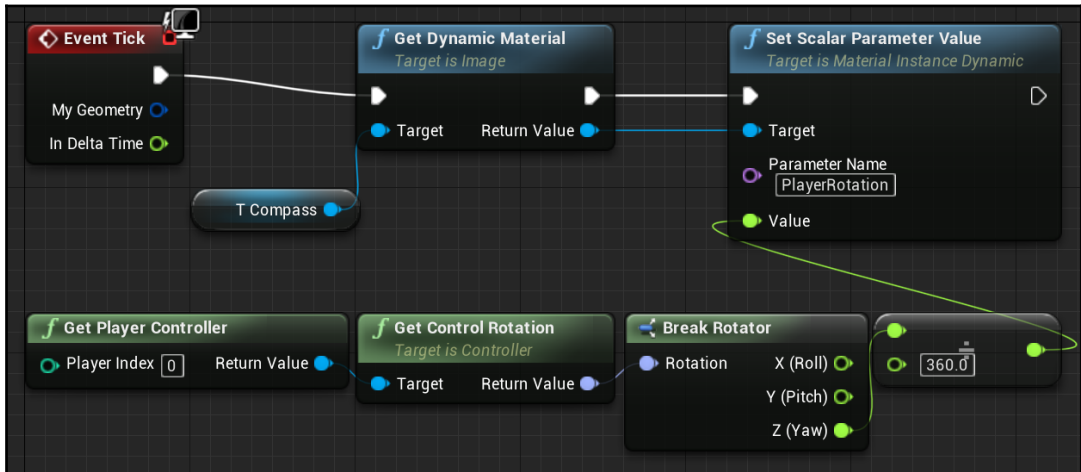 Event Tick
My Geometry
In Delta Time
T Compass
f Get Dynamic Material
Target is Image
Target Return Value
f Set Scalar Parameter Value
Target is Material Instance Dynamic
Target
Parameter Name
PlayerRotation
Value
f Get Player Controller
Player Index 0 Return Value
f Get Control Rotation
Target is Controller
Target Return Value
Break Rotator
Rotation X (Roll)
Y (Pitch)
Z (Yaw)
÷
360.0